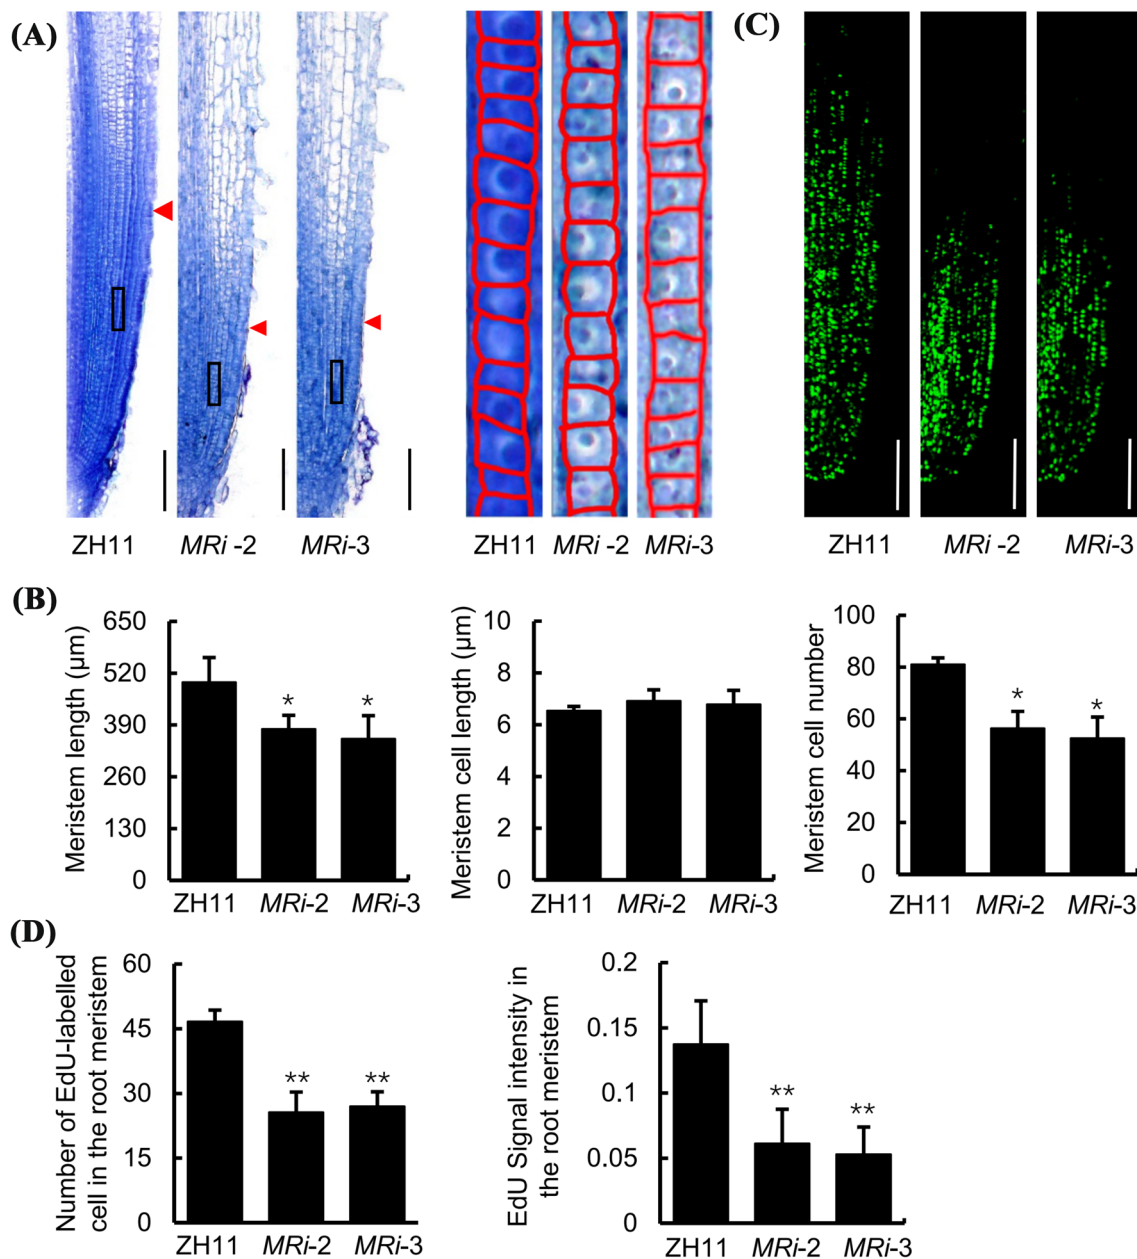 (A)
(C)
ZH11
MRi -2
MRi-3
ZH11
MRi -2
MRi-3
ZH11
MRi -2
MRi-3
(B)
Meristem length (µm)
650
520
390
260
130
0
*
*
ZH11
MRi-2
MRi-3
Meristem cell length (µm)
10
8
6
4
2
0
ZH11
MRi-2
MRi-3
Meristem cell number
100
80
60
40
20
0
*
*
ZH11
MRi-2
MRi-3
(D)
Number of EdU-labelled
cell in the root meristem
60
45
30
15
0
**
**
ZH11
MRi-2
MRi-3
EdU Signal intensity in
the root meristem
0.2
0.15
0.1
0.05
0
**
**
ZH11
MRi-2
MRi-3